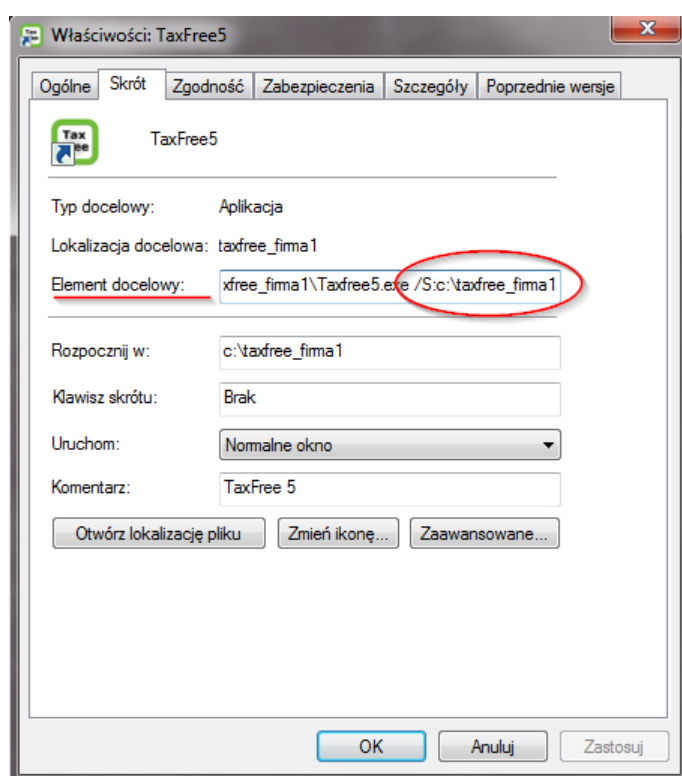 Właściwości: TaxFree5
Ogólne Skrót Zgodność Zabezpieczenia Szczegóły Poprzednie wersje
Tax
ee
TaxFree5
Typ docelowy: Aplikacja
Lokalizacja docelowa: taxfree_firma1
Element docelowy: xfree_firma1\Taxfree5.exe /S:c:\taxfree_firma1
Rozpocznij w: c:\taxfree_firma1
Klawisz skrótu: Brak
Uruchom: Normalne okno
Komentarz: TaxFree 5
Otwórz lokalizację pliku Zmień ikonę... Zaawansowane...
OK Anuluj Zastosuj